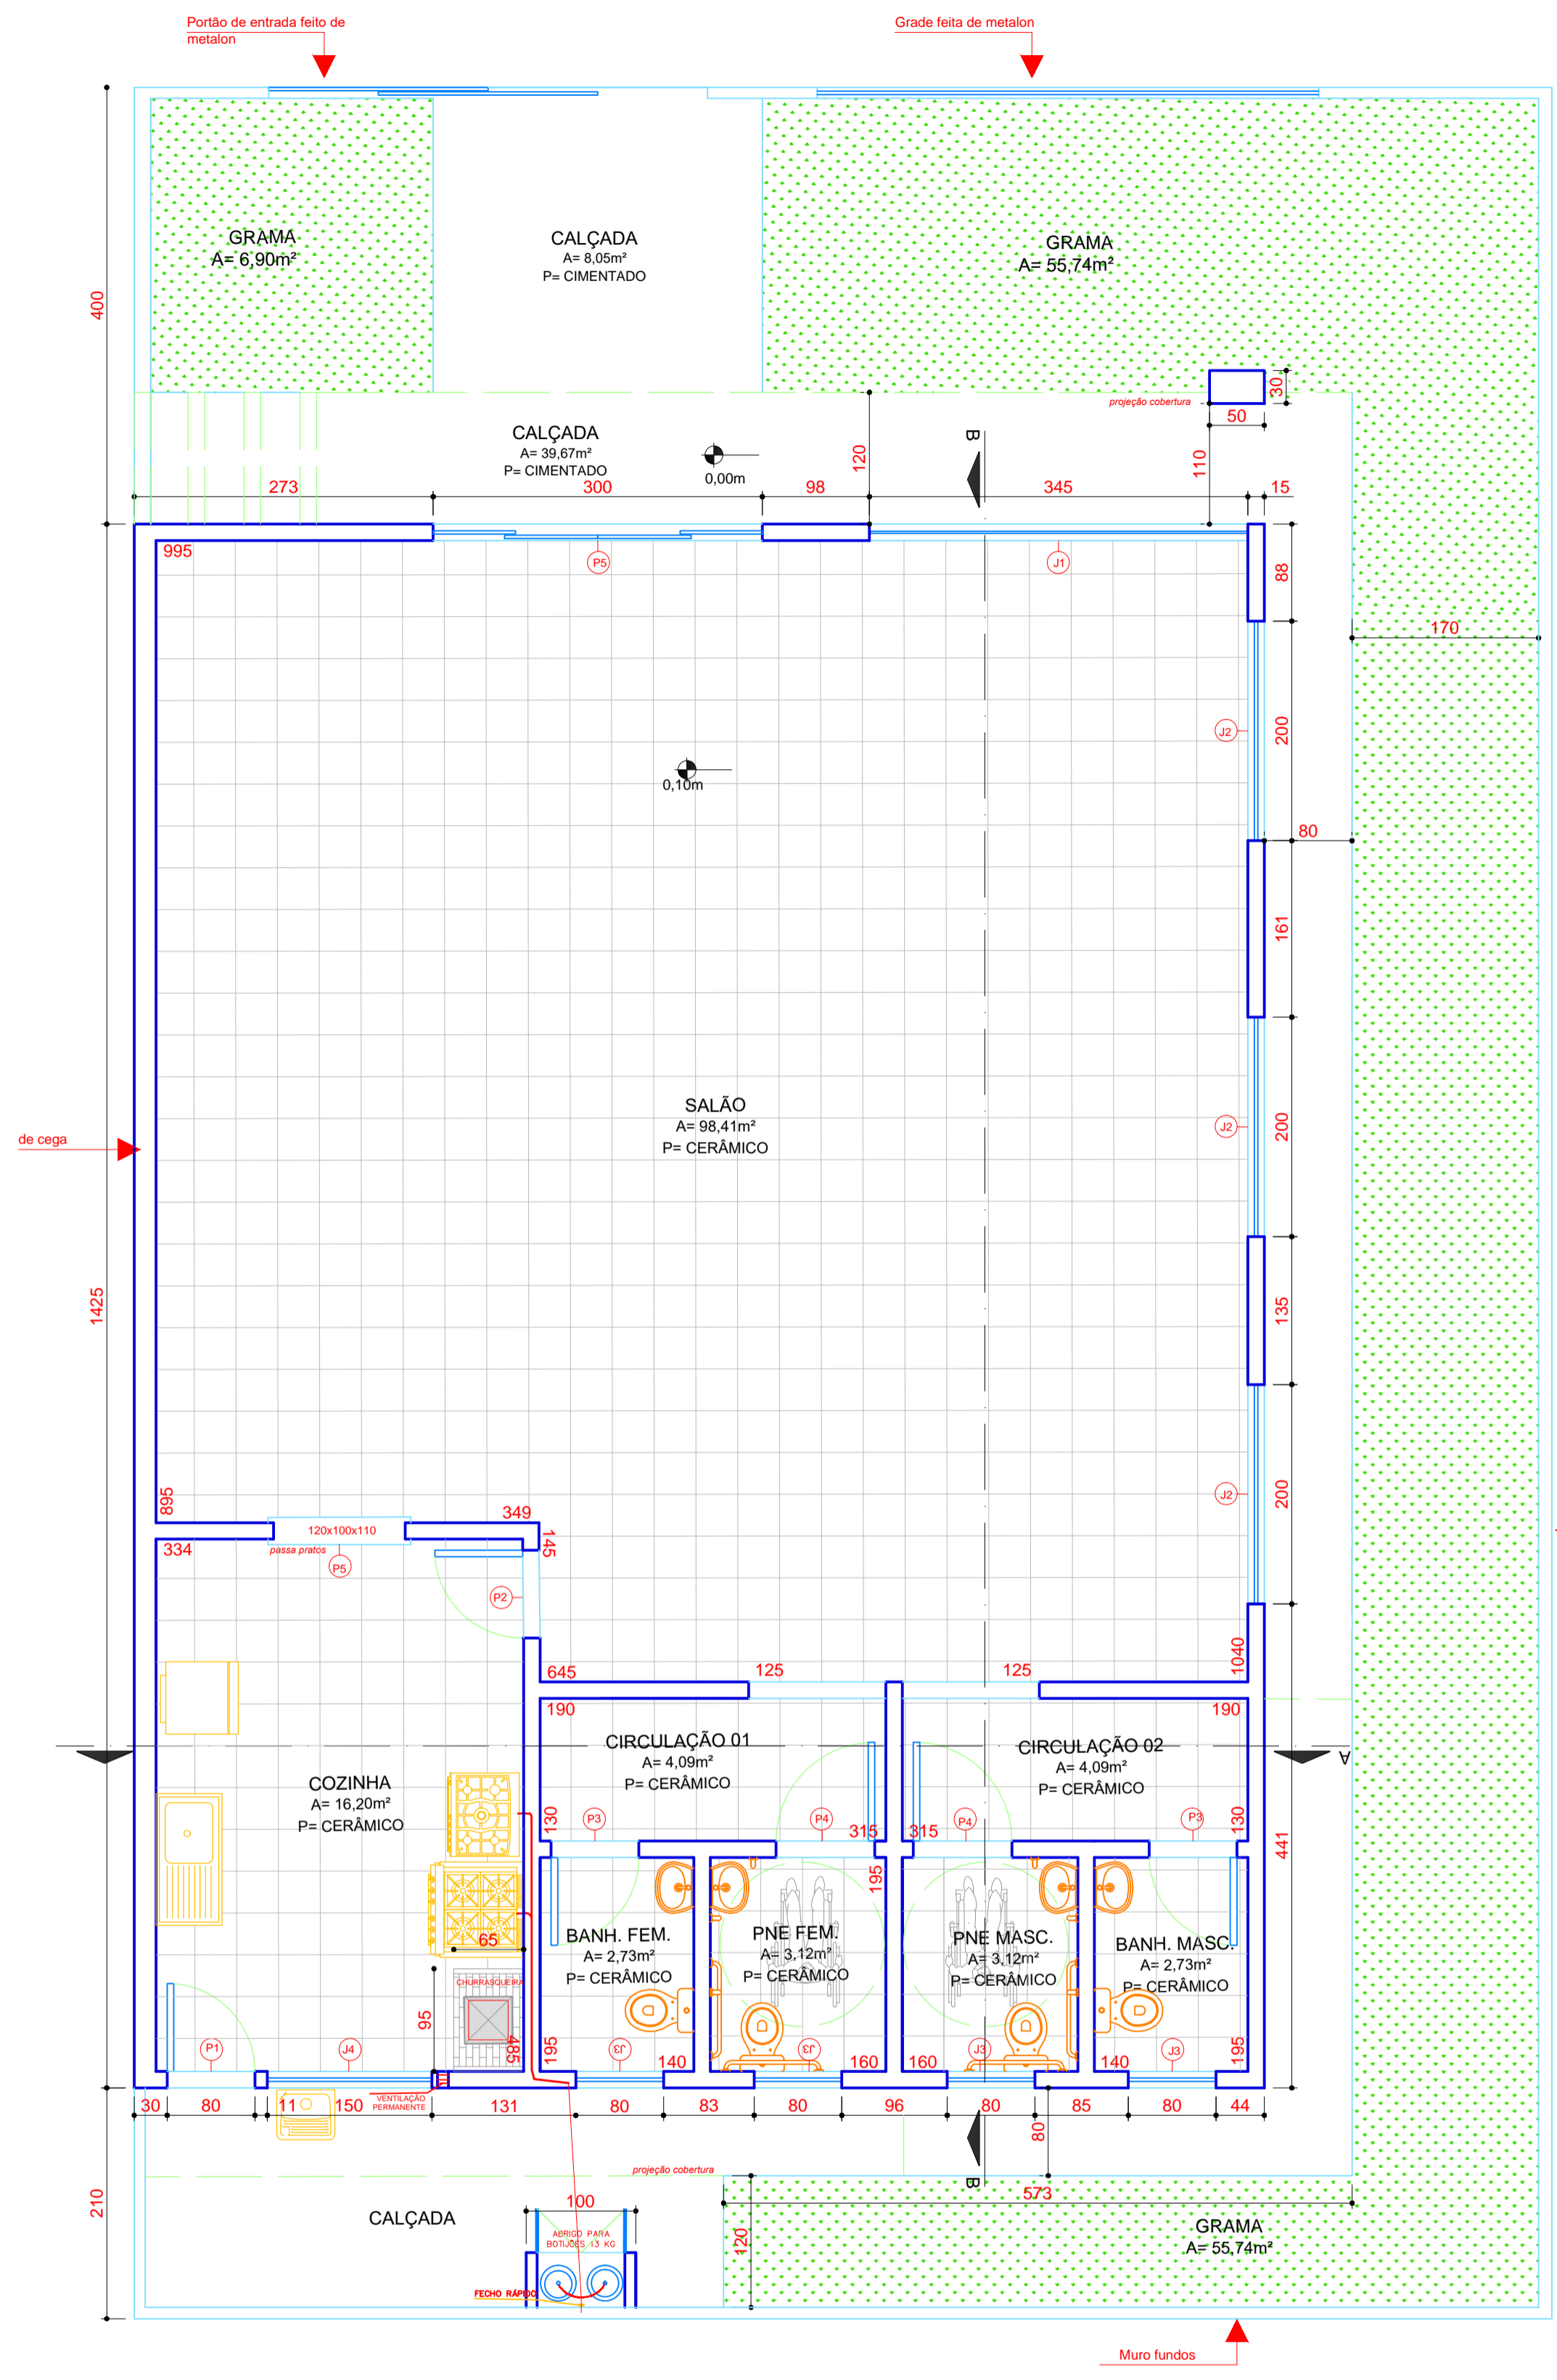 Portão de entrada feito de
metalon
Grade feita de metalon
GRAMA
A= 6,90m²
CALÇADA
A= 8,05m²
P= CIMENTADO
GRAMA
A= 55,74m²
400
30
projeção cobertura
50
CALÇADA
A= 39,67m²
P= CIMENTADO
0,00m
120
B
110
273
300
98
345
15
995
P5
J1
88
170
J2
200
0,10m
80
161
SALÃO
A= 98,41m²
P= CERÂMICO
J2
200
de cega
1425
135
J2
200
895
349
120x100x110
334
passa pratos
P5
145
P2
1040
645
125
125
190
190
CIRCULAÇÃO 01
A= 4,09m²
P= CERÂMICO
CIRCULAÇÃO 02
A= 4,09m²
P= CERÂMICO
A
COZINHA
A= 16,20m²
P= CERÂMICO
130
P3
P4
315
315
P4
P3
130
441
195
65
BANH. FEM.
A= 2,73m²
P= CERÂMICO
PNE FEM.
A= 3,12m²
P= CERÂMICO
PNE MASC.
A= 3,12m²
P= CERÂMICO
BANH. MASC.
A= 2,73m²
P= CERÂMICO
CHURRASQUEIRA
95
485
P1
J4
195
J3
140
J3
160
160
J3
140
J3
195
VENTILAÇÃO
PERMANENTE
30
80
11
150
131
80
83
80
96
80
85
80
44
80
B
projeção cobertura
210
CALÇADA
100
573
ABRIGO PARA
BOTIJÕES 13 KG
120
GRAMA
A= 55,74m²
FECHO RÁPIDO
Muro fundos